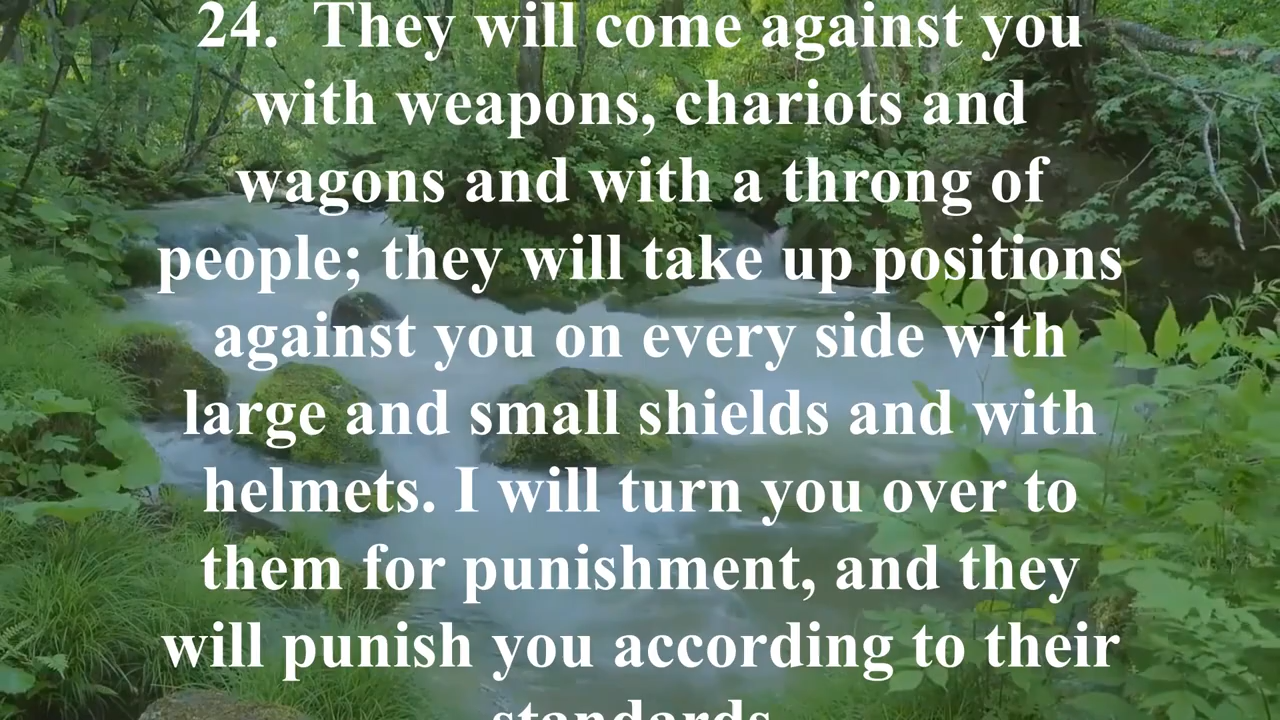 24.  They will come against you
with weapons, chariots and
wagons and with a throng of
people; they will take up positions
against you on every side with
large and small shields and with
helmets. I will turn you over to
them for punishment, and they
will punish you according to their
standards.